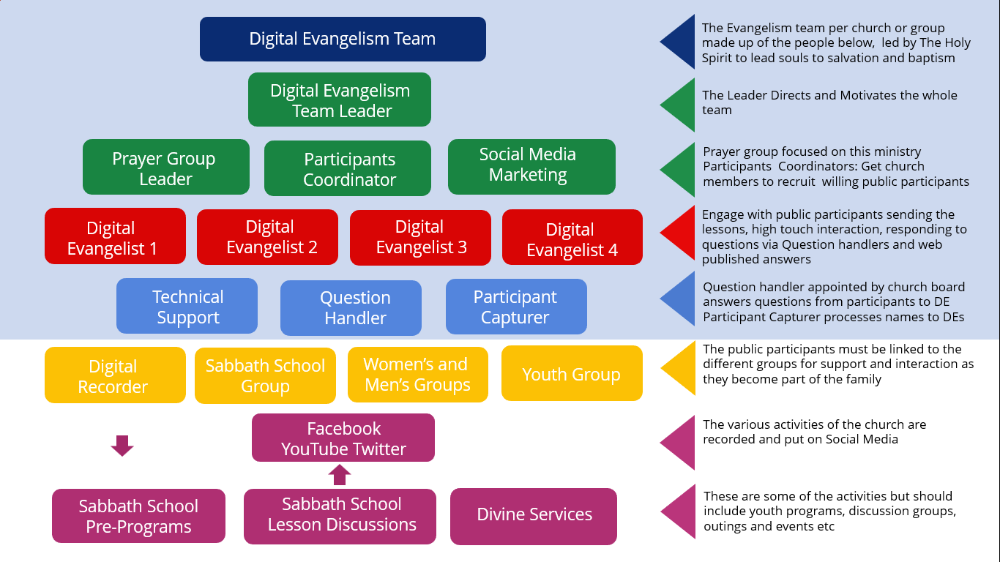 Digital Evangelism Team
The Evangelism team per church or group
made up of the people below,  led by The Holy
Spirit to lead souls to salvation and baptism
Digital Evangelism
Team Leader
The Leader Directs and Motivates the whole
team
Prayer Group
Leader
Participants
Coordinator
Social Media
Marketing
Prayer group focused on this ministry
Participants  Coordinators: Get church
members to recruit  willing public participants
Digital
Evangelist 1
Digital
Evangelist 2
Digital
Evangelist 3
Digital
Evangelist 4
Engage with public participants sending the
lessons, high touch interaction, responding to
questions via Question handlers and web
published answers
Technical
Support
Question
Handler
Participant
Capturer
Question handler appointed by church board
answers questions from participants to DE
Participant Capturer processes names to DEs
Digital
Recorder
Sabbath School
Group
Women’s and
Men’s Groups
Youth Group
The public participants must be linked to the
different groups for support and interaction as
they become part of the family
Facebook
YouTube Twitter
The various activities of the church are
recorded and put on Social Media
Sabbath School
Pre-Programs
Sabbath School
Lesson Discussions
Divine Services
These are some of the activities but should
include youth programs, discussion groups,
outings and events etc